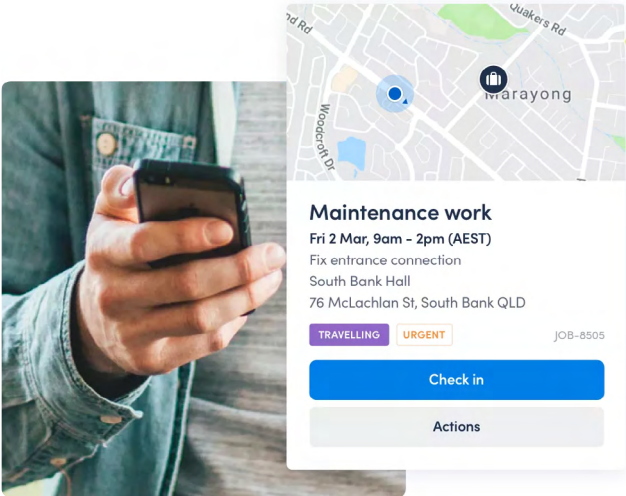 nd Rd
Quakers Rd
Marayong
Woodcroft Dr
Maintenance work
Fri 2 Mar, 9am - 2pm (AEST)
Fix entrance connection
South Bank Hall
76 McLachlan St, South Bank QLD
TRAVELLING URGENT JOB-8505
Check in
Actions